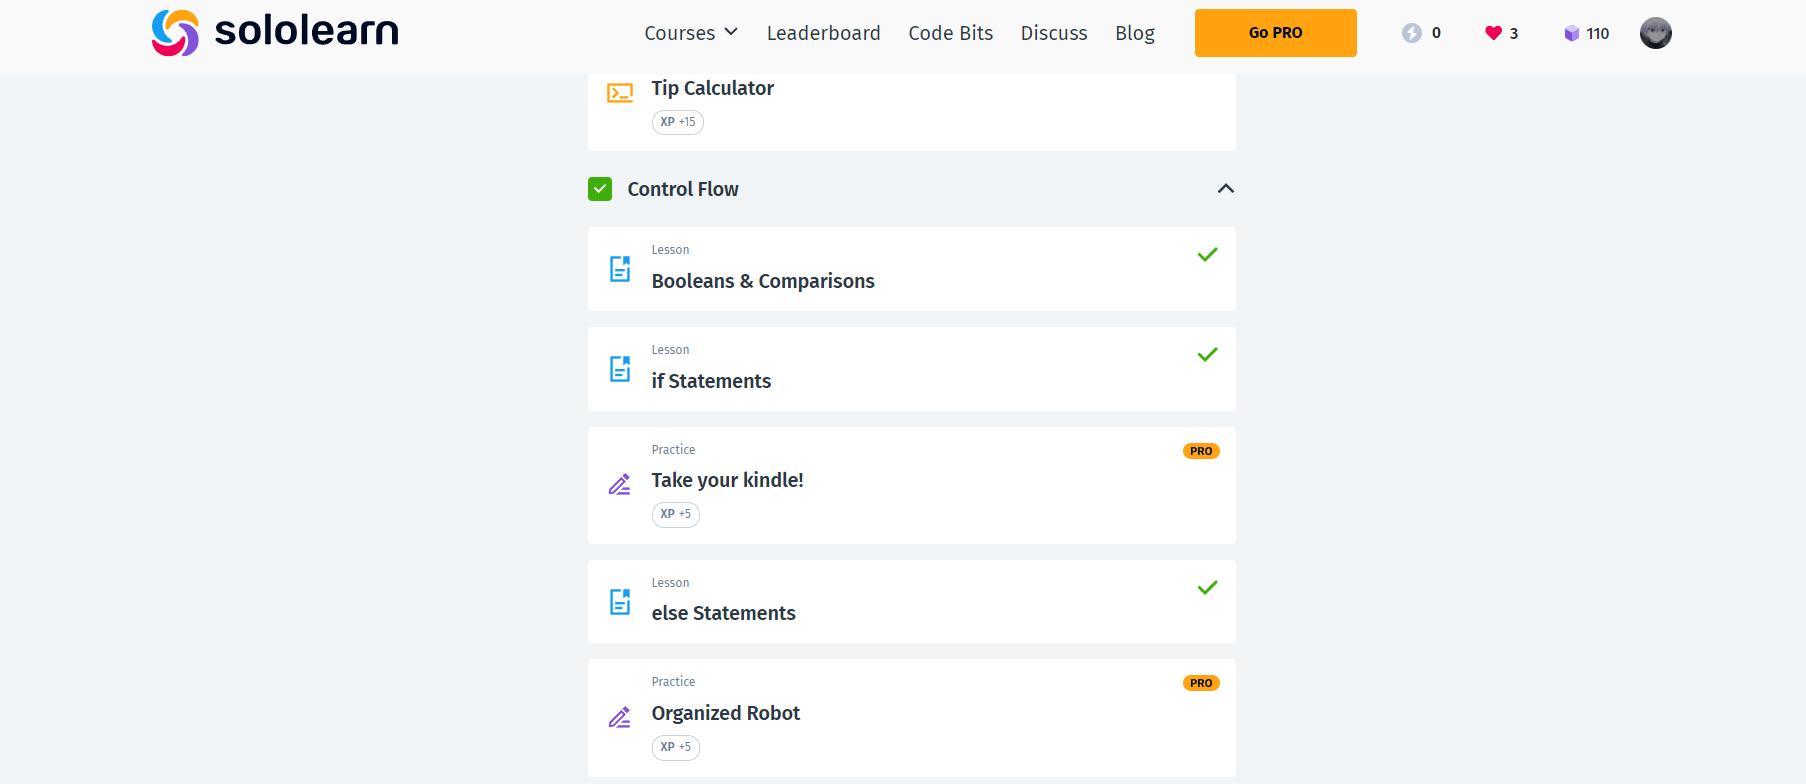 sololearn
Courses
Leaderboard
Code Bits
Discuss
Blog
Go PRO
0
3
110
Tip Calculator
XP +15
Control Flow
Lesson
Booleans & Comparisons
Lesson
if Statements
Practice
PRO
Take your kindle!
XP +5
Lesson
else Statements
Practice
PRO
Organized Robot
XP +5